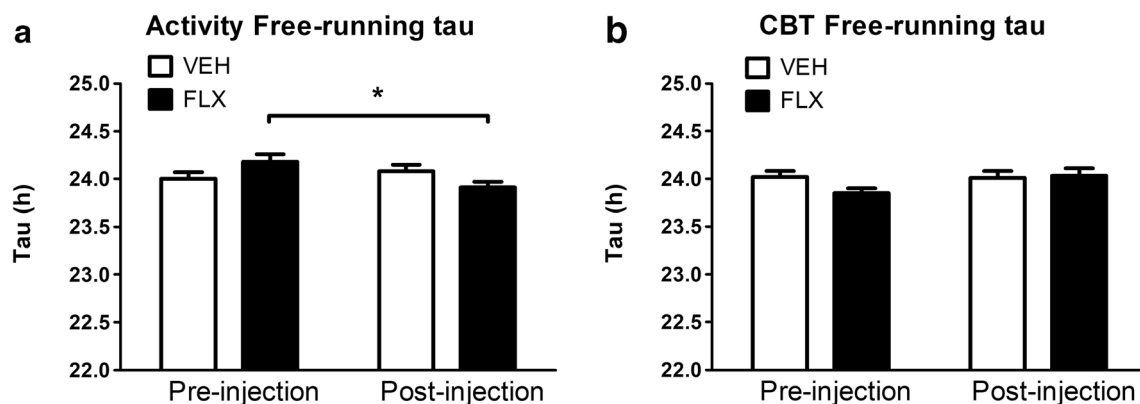 a
Activity Free-running tau
VEH
FLX
*
25.0
24.5
24.0
23.5
23.0
22.5
22.0
Tau (h)
Pre-injection
Post-injection
b
CBT Free-running tau
VEH
FLX
25.0
24.5
24.0
23.5
23.0
22.5
22.0
Tau (h)
Pre-injection
Post-injection